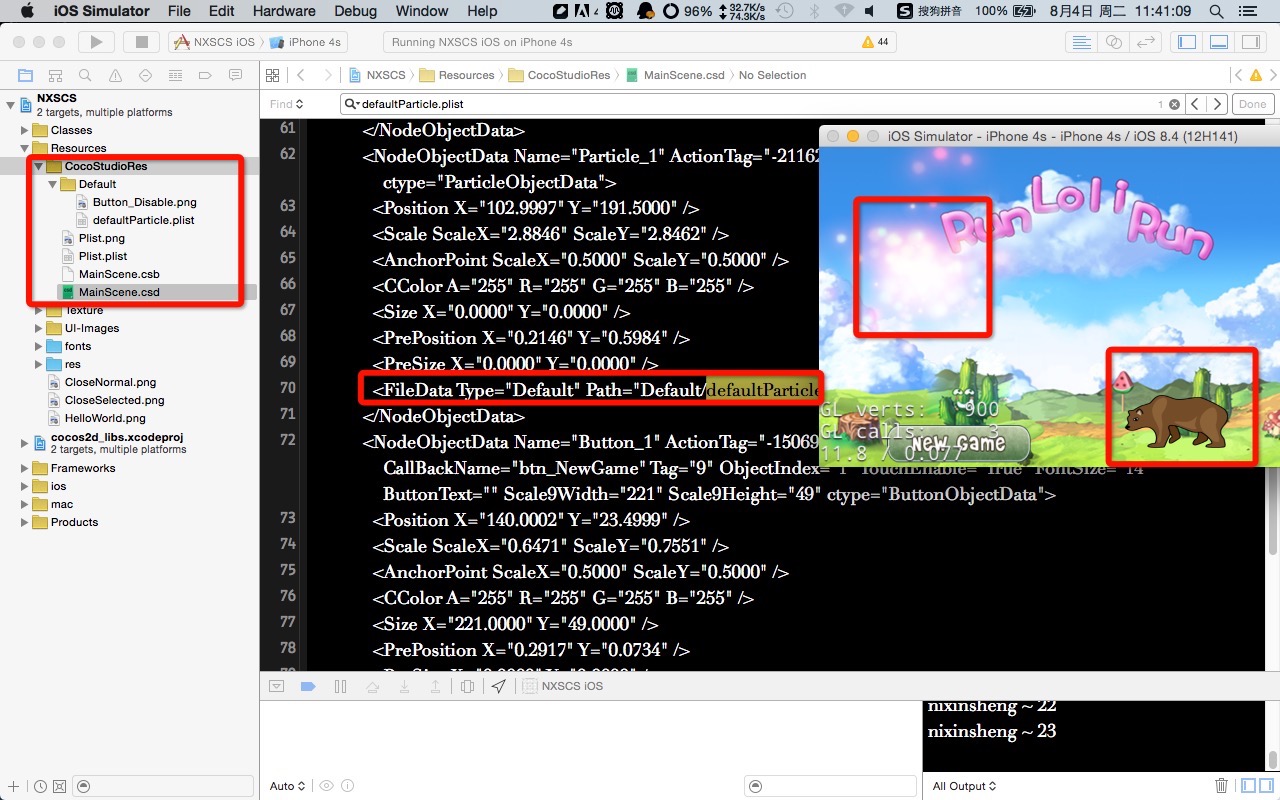 iOS Simulator File Edit Hardware Debug Window Help
4 96% 32.7K/s 74.3K/s S 搜狗拼音 100% 8月4日 周二 11:41:09
NXSCS iOS iPhone 4s
Running NXSCS iOS on iPhone 4s
44
NXSCS Resources CocoStudioRes MainScene.csd No Selection
Find defaultParticle.plist 1 Done
NXSCS
2 targets, multiple platforms
Classes
Resources
CocoStudioRes
Default
Button_Disable.png
defaultParticle.plist
Plist.png
Plist.plist
MainScene.csb
MainScene.csd
Texture
UI-Images
fonts
res
CloseNormal.png
CloseSelected.png
HelloWorld.png
cocos2d_libs.xcodeproj
2 targets, multiple platforms
Frameworks
ios
mac
Products
61 </NodeObjectData>
62 <NodeObjectData Name="Particle_1" ActionTag="-21162
ctype="ParticleObjectData">
63 <Position X="102.9997" Y="191.5000" />
64 <Scale ScaleX="2.8846" ScaleY="2.8462" />
65 <AnchorPoint ScaleX="0.5000" ScaleY="0.5000" />
66 <CColor A="255" R="255" G="255" B="255" />
67 <Size X="0.0000" Y="0.0000" />
68 <PrePosition X="0.2146" Y="0.5984" />
69 <PreSize X="0.0000" Y="0.0000" />
70 <FileData Type="Default" Path="Default/defaultParticle
71 </NodeObjectData>
72 <NodeObjectData Name="Button_1" ActionTag="-15069
CallBackName="btn_NewGame" Tag="9" ObjectIndex="1" TouchEnable="True" FontSize="14"
ButtonText="" Scale9Width="221" Scale9Height="49" ctype="ButtonObjectData">
73 <Position X="140.0002" Y="23.4999" />
74 <Scale ScaleX="0.6471" ScaleY="0.7551" />
75 <AnchorPoint ScaleX="0.5000" ScaleY="0.5000" />
76 <CColor A="255" R="255" G="255" B="255" />
77 <Size X="221.0000" Y="49.0000" />
78 <PrePosition X="0.2917" Y="0.0734" />
iOS Simulator - iPhone 4s - iPhone 4s / iOS 8.4 (12H141)
Run Loli Run
GL verts: 900
GL calls: 3
11.8 / 0.077
New Game
NXSCS iOS
nixinsheng ~ 22
nixinsheng ~ 23
Auto
All Output